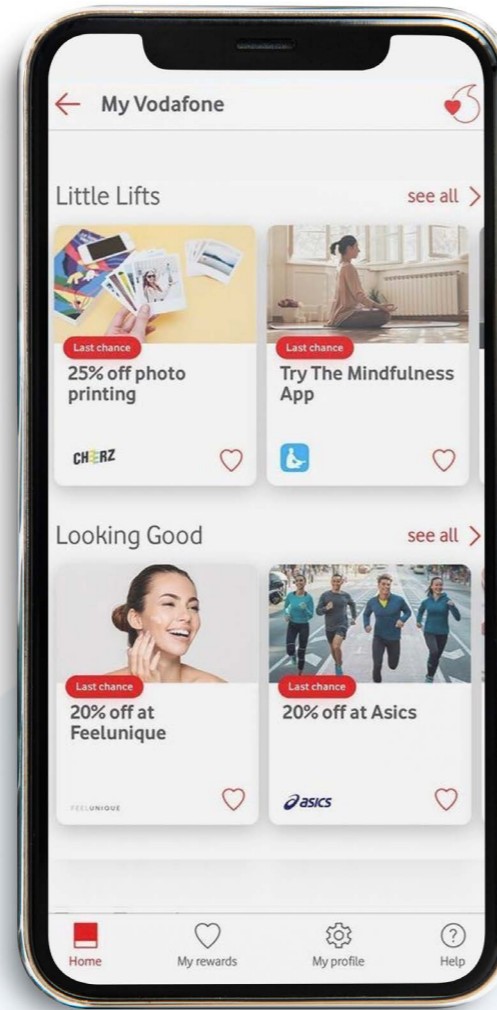 My Vodafone
Little Lifts
see all
Last chance
25% off photo
printing
CHEERZ
Last chance
Try The Mindfulness
App
Looking Good
see all
Last chance
20% off at
Feelunique
FEELUNIQUE
Last chance
20% off at Asics
asics
Home
My rewards
My profile
Help